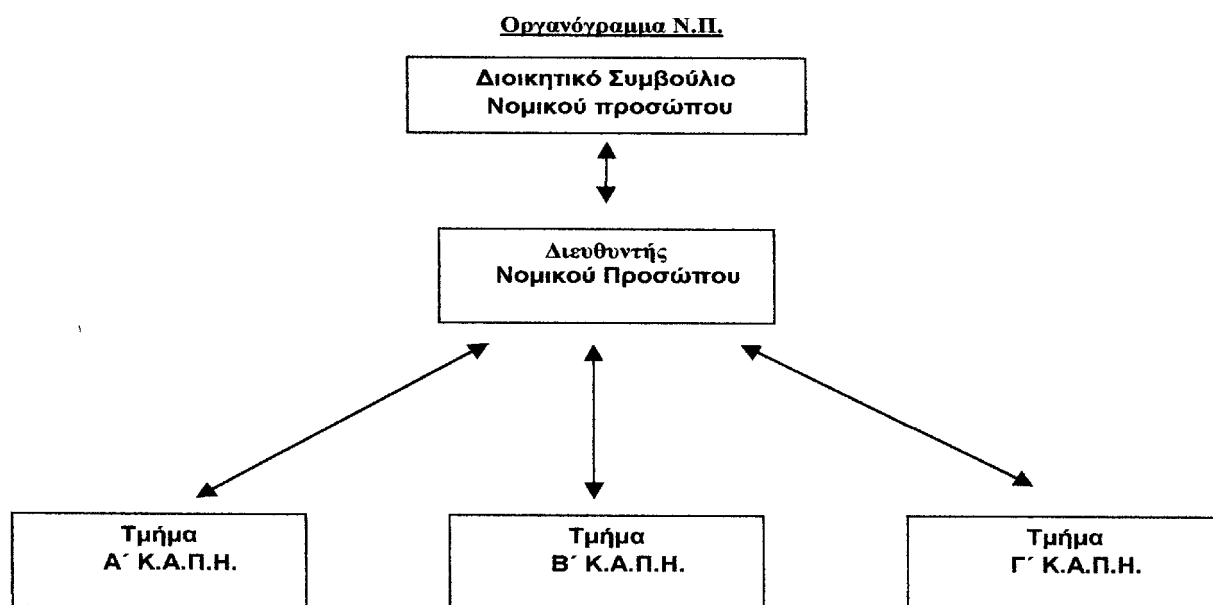 Οργανόγραμμα Ν.Π.
Διοικητικό Συμβούλιο
Νομικού προσώπου
Διευθυντής
Νομικού Προσώπου
Τμήμα
Α΄ Κ.Α.Π.Η.
Τμήμα
Β΄ Κ.Α.Π.Η.
Τμήμα
Γ΄ Κ.Α.Π.Η.